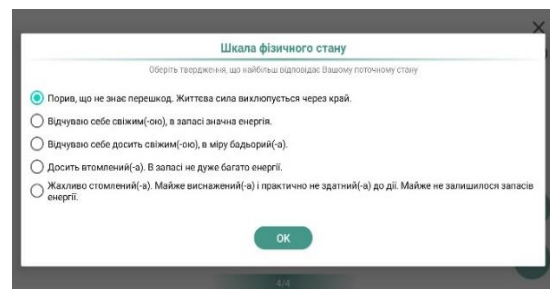 Шкала фізичного стану
Оберіть твердження, що найбільш відповідає Вашому поточному стану
Порив, що не знає перешкод. Життєва сила вихлюпується через край.
Відчуваю себе свіжим(-ою), в запасі значна енергія.
Відчуваю себе досить свіжим(-ою), в міру бадьорий(-а).
Досить втомлений(-а). В запасі не дуже багато енергії.
Жахливо стомлений(-а). Майже виснажений(-а) і практично не здатний(-а) до дії. Майже не залишилося запасів
енергії.
OK
4/4